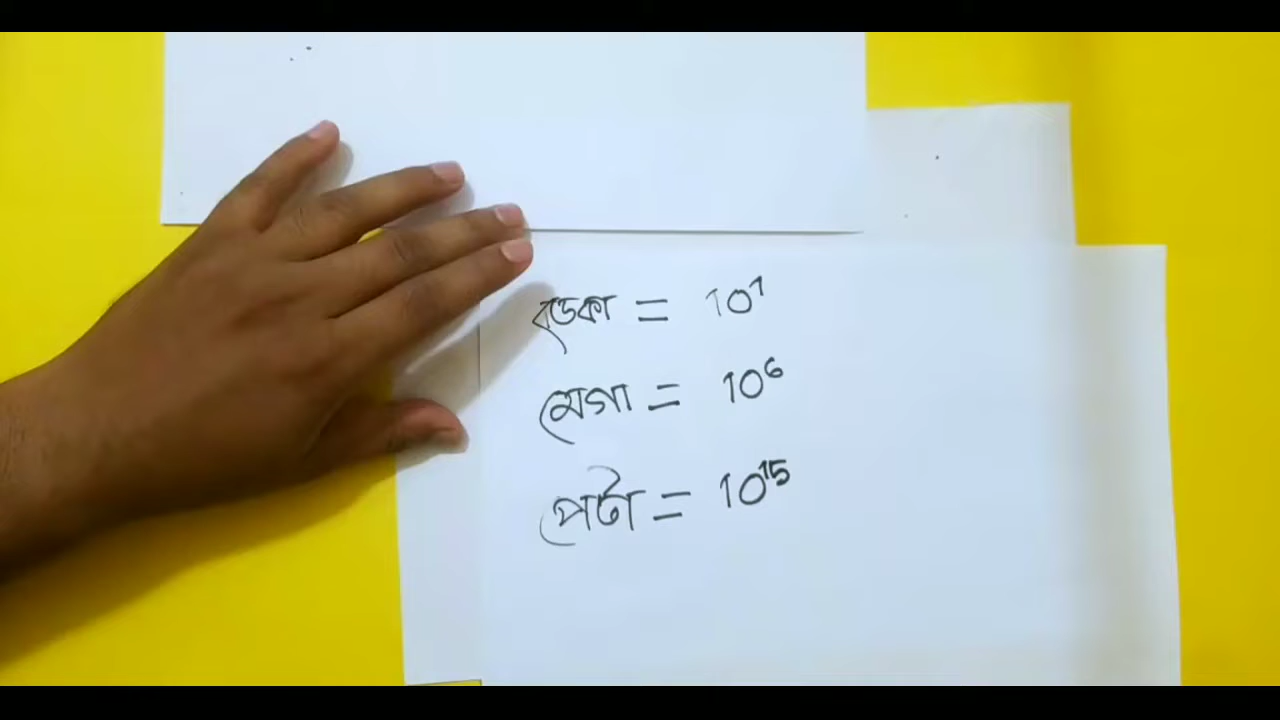 ডেকা = 10¹
মেগা = 10⁶
পেটা = 10¹⁵